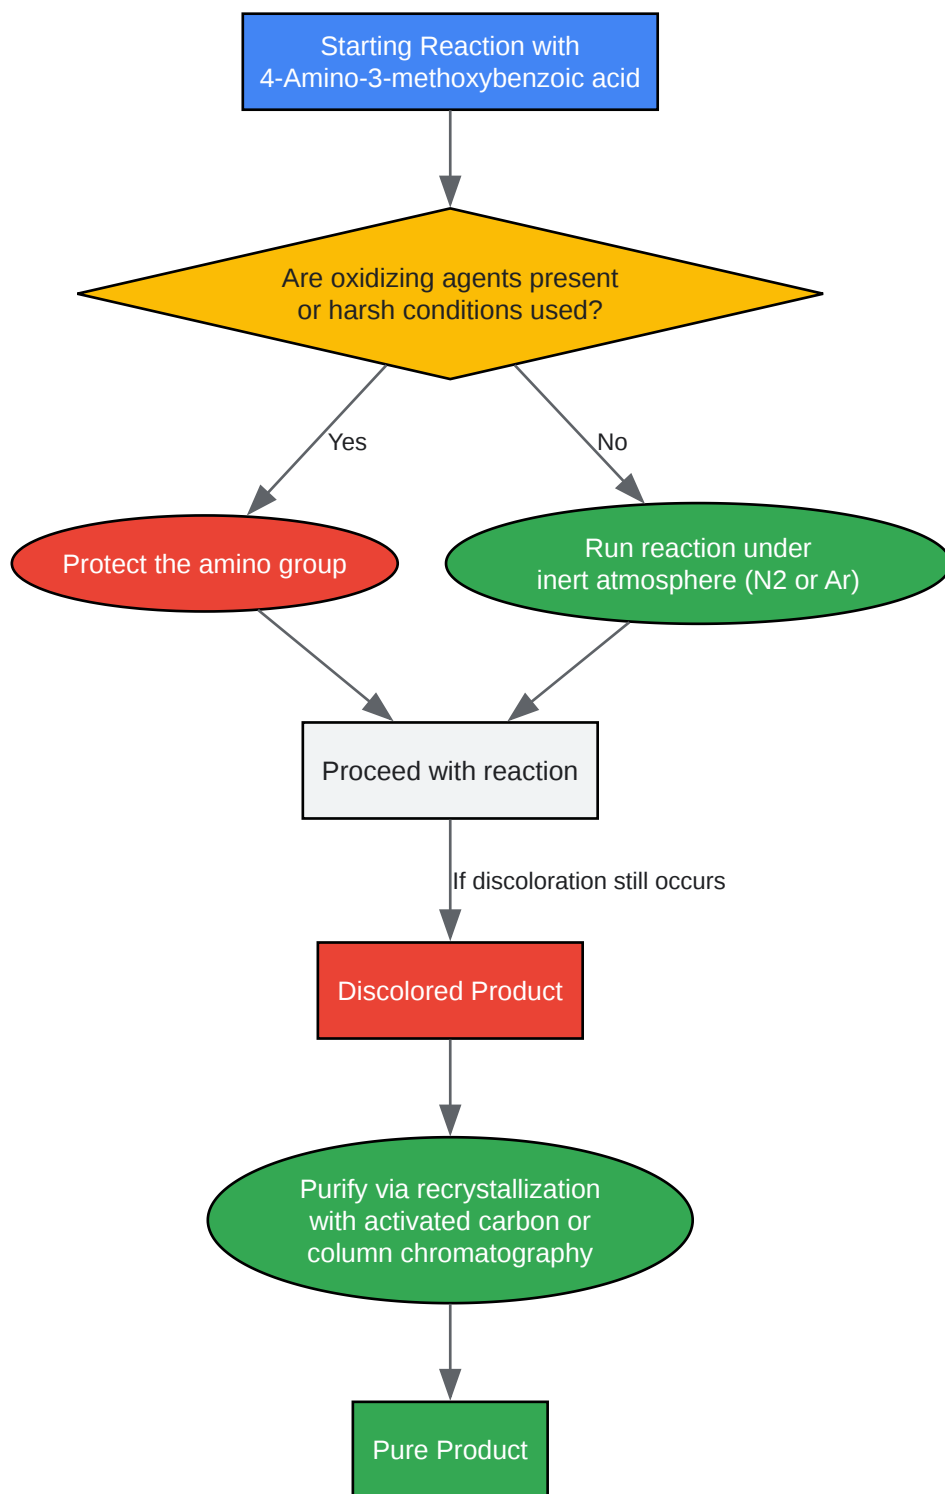 Starting Reaction with
4-Amino-3-methoxybenzoic acid
Are oxidizing agents present
or harsh conditions used?
Yes
No
Protect the amino group
Run reaction under
inert atmosphere (N2 or Ar)
Proceed with reaction
If discoloration still occurs
Discolored Product
Purify via recrystallization
with activated carbon or
column chromatography
Pure Product